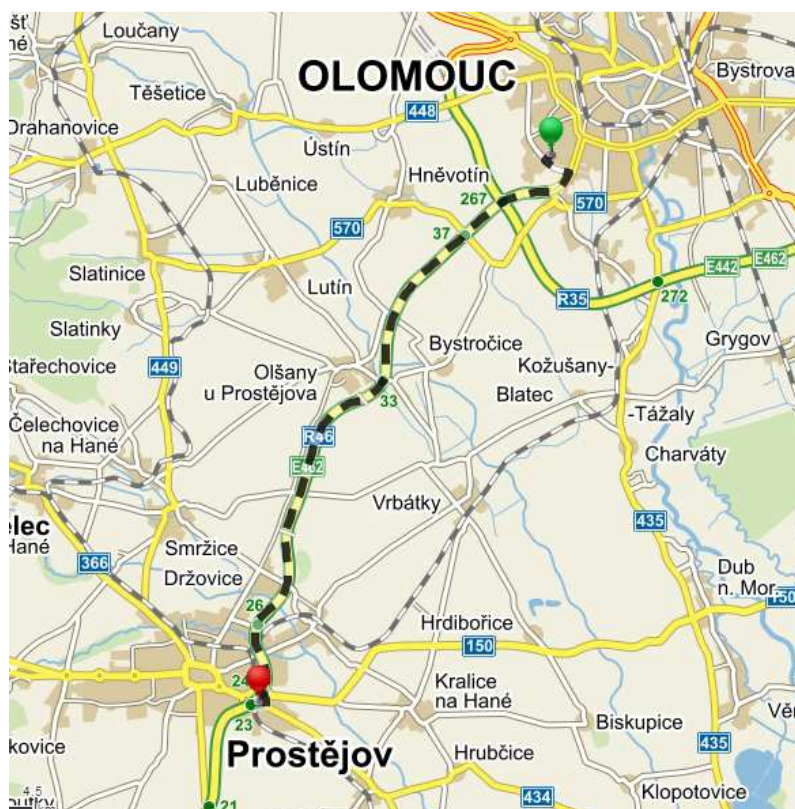 Loučany
OLOMOUC
Bystrova
Těšetice
448
Drahanovice
Ústín
Hněvotín
Luběnice
267
570
570
37
E462
E442
Slatinice
Lutín
R35
272
Slatinky
Bystročice
Grygov
Stařechovice
449
Olšany
u Prostějova
Kožušany-
Blatec
33
-Tážaly
Čelechovice
na Hané
R46
E462
Charváty
Vrbátky
elec
Hané
435
366
Smržice
Držovice
Dub
n. Mor.
150
26
Hrdibořice
150
24
Kralice
na Hané
23
Biskupice
435
Prostějov
Hrubčice
4,5
21
434
Klopotovice